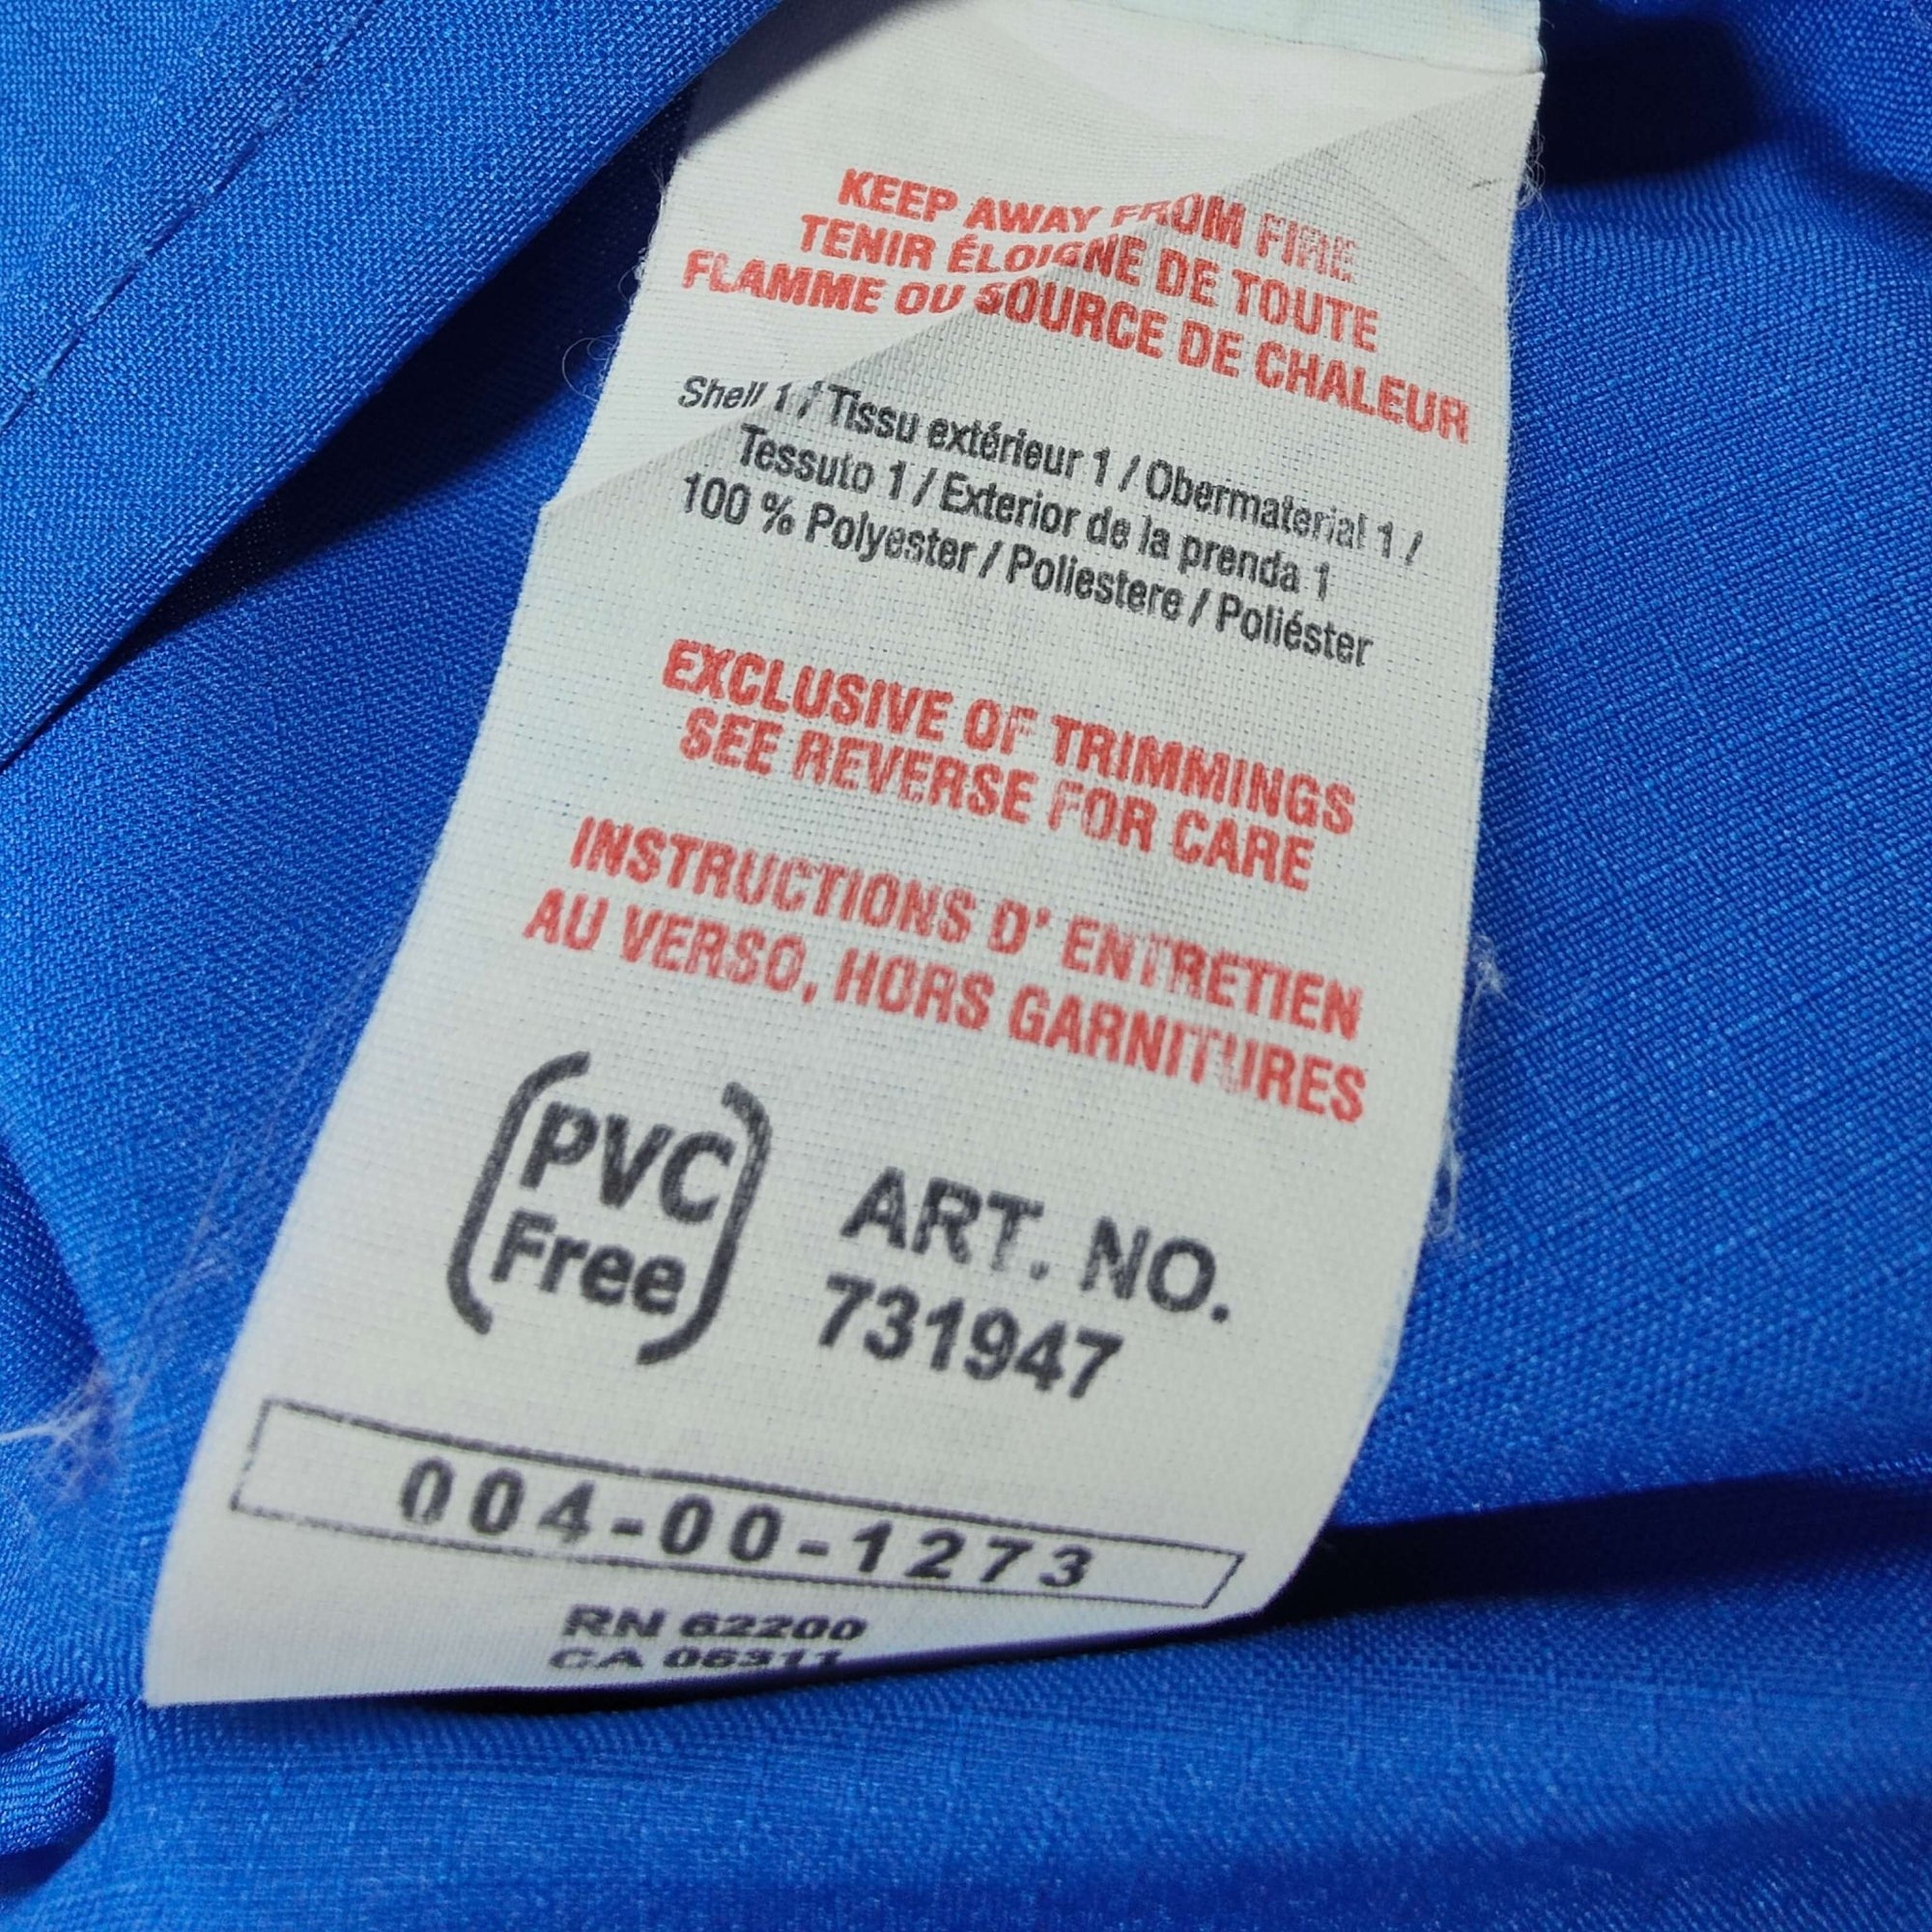 KEEP AWAY FROM FIRE
TENIR ÉLOIGNÉ DE TOUTE
FLAMME OU SOURCE DE CHALEUR
Shell 1 / Tissu extérieur 1 / Obermaterial 1 /
Tessuto 1 / Exterior de la prenda 1
100 % Polyester / Poliestere / Poliéster
EXCLUSIVE OF TRIMMINGS
SEE REVERSE FOR CARE
INSTRUCTIONS D' ENTRETIEN
AU VERSO, HORS GARNITURES
PVC
Free
ART. NO.
731947
004-00-1273
RN 62200
CA 06311